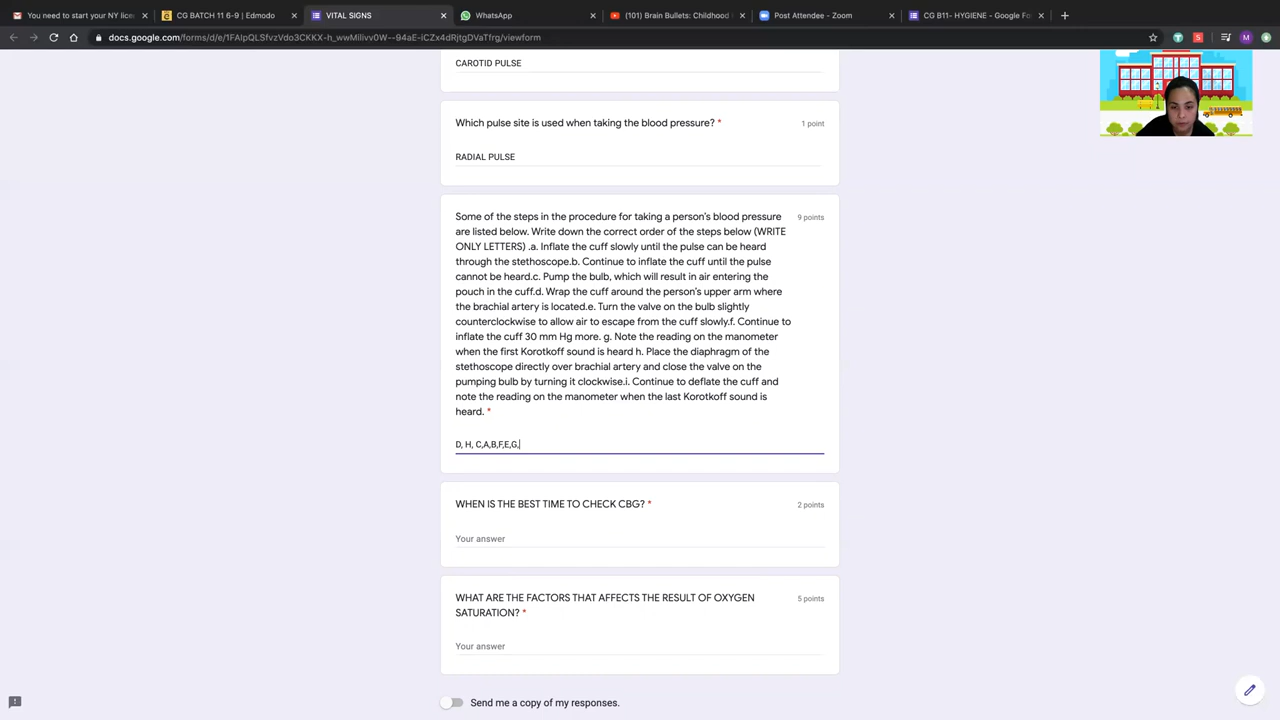 You need to start your NY licen
CG BATCH 11 6-9 | Edmodo
VITAL SIGNS
WhatsApp
(101) Brain Bullets: Childhood
Post Attendee - Zoom
CG B11- HYGIENE - Google Fo
docs.google.com/forms/d/e/1FAIpQLSfvzVdo3CKKX-h_wwMiIivv0W--94aE-iCZx4dRjtgDVaTfrg/viewform
CAROTID PULSE
Which pulse site is used when taking the blood pressure? *
1 point
RADIAL PULSE
Some of the steps in the procedure for taking a person's blood pressure
9 points
are listed below. Write down the correct order of the steps below (WRITE
ONLY LETTERS) .a. Inflate the cuff slowly until the pulse can be heard
through the stethoscope.b. Continue to inflate the cuff until the pulse
cannot be heard.c. Pump the bulb, which will result in air entering the
pouch in the cuff.d. Wrap the cuff around the person's upper arm where
the brachial artery is located.e. Turn the valve on the bulb slightly
counterclockwise to allow air to escape from the cuff slowly.f. Continue to
inflate the cuff 30 mm Hg more. g. Note the reading on the manometer
when the first Korotkoff sound is heard h. Place the diaphragm of the
stethoscope directly over brachial artery and close the valve on the
pumping bulb by turning it clockwise.i. Continue to deflate the cuff and
note the reading on the manometer when the last Korotkoff sound is
heard. *
D, H, C,A,B,F,E,G,
WHEN IS THE BEST TIME TO CHECK CBG? *
2 points
Your answer
WHAT ARE THE FACTORS THAT AFFECTS THE RESULT OF OXYGEN
5 points
SATURATION? *
Your answer
Send me a copy of my responses.